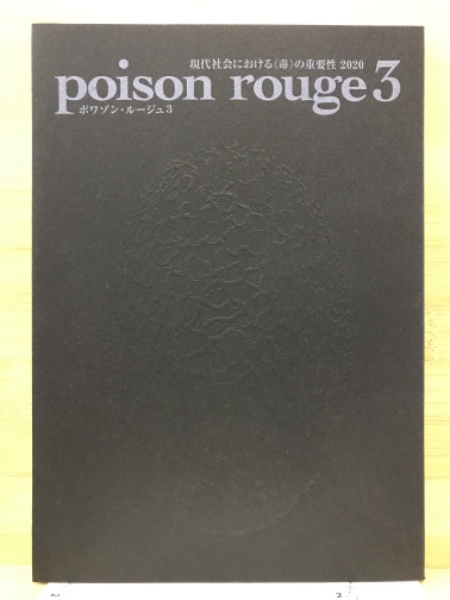 現代社会における〈毒〉の重要性 2020
poison rouge 3
ポワゾン・ルージュ3